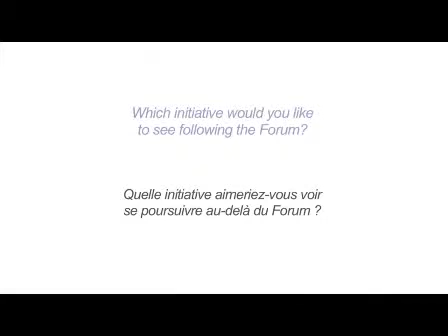 Which initiative would you like
to see following the Forum?
Quelle initiative aimeriez-vous voir
se poursuivre au-delà du Forum ?